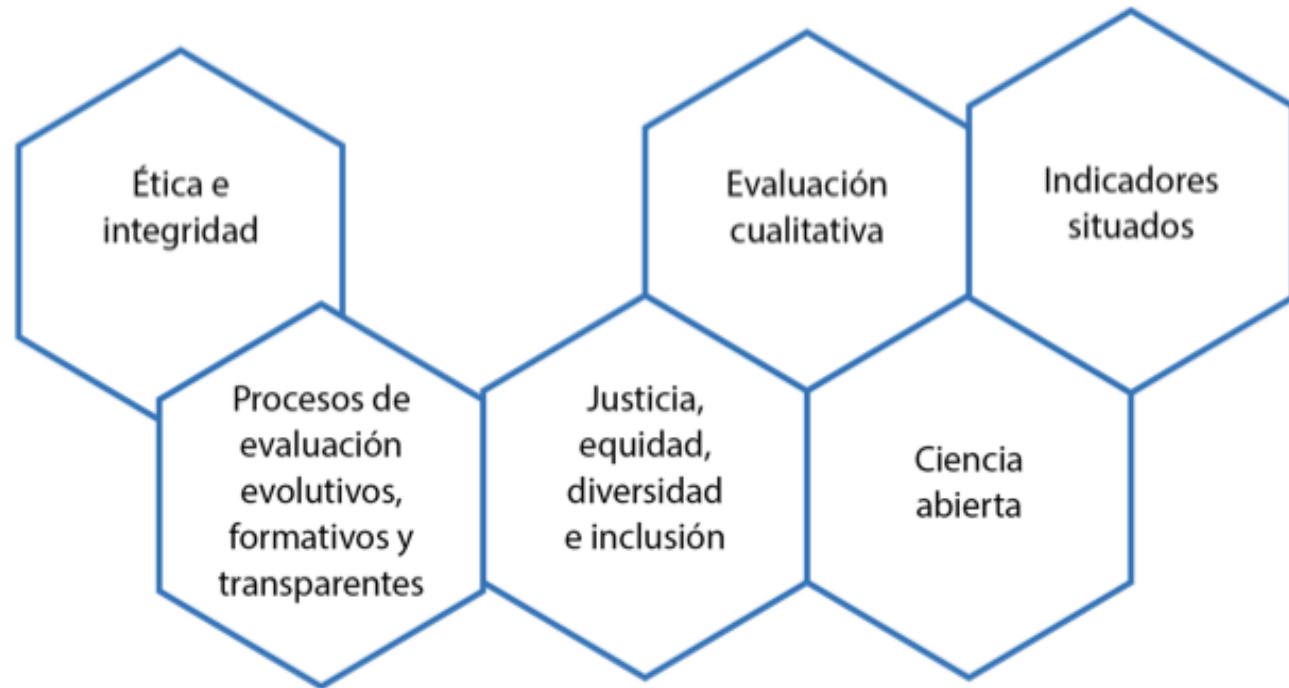 Ética e
integridad
Evaluación
cualitativa
Indicadores
situados
Procesos de
evaluación
evolutivos,
formativos y
transparentes
Justicia,
equidad,
diversidad
e inclusión
Ciencia
abierta